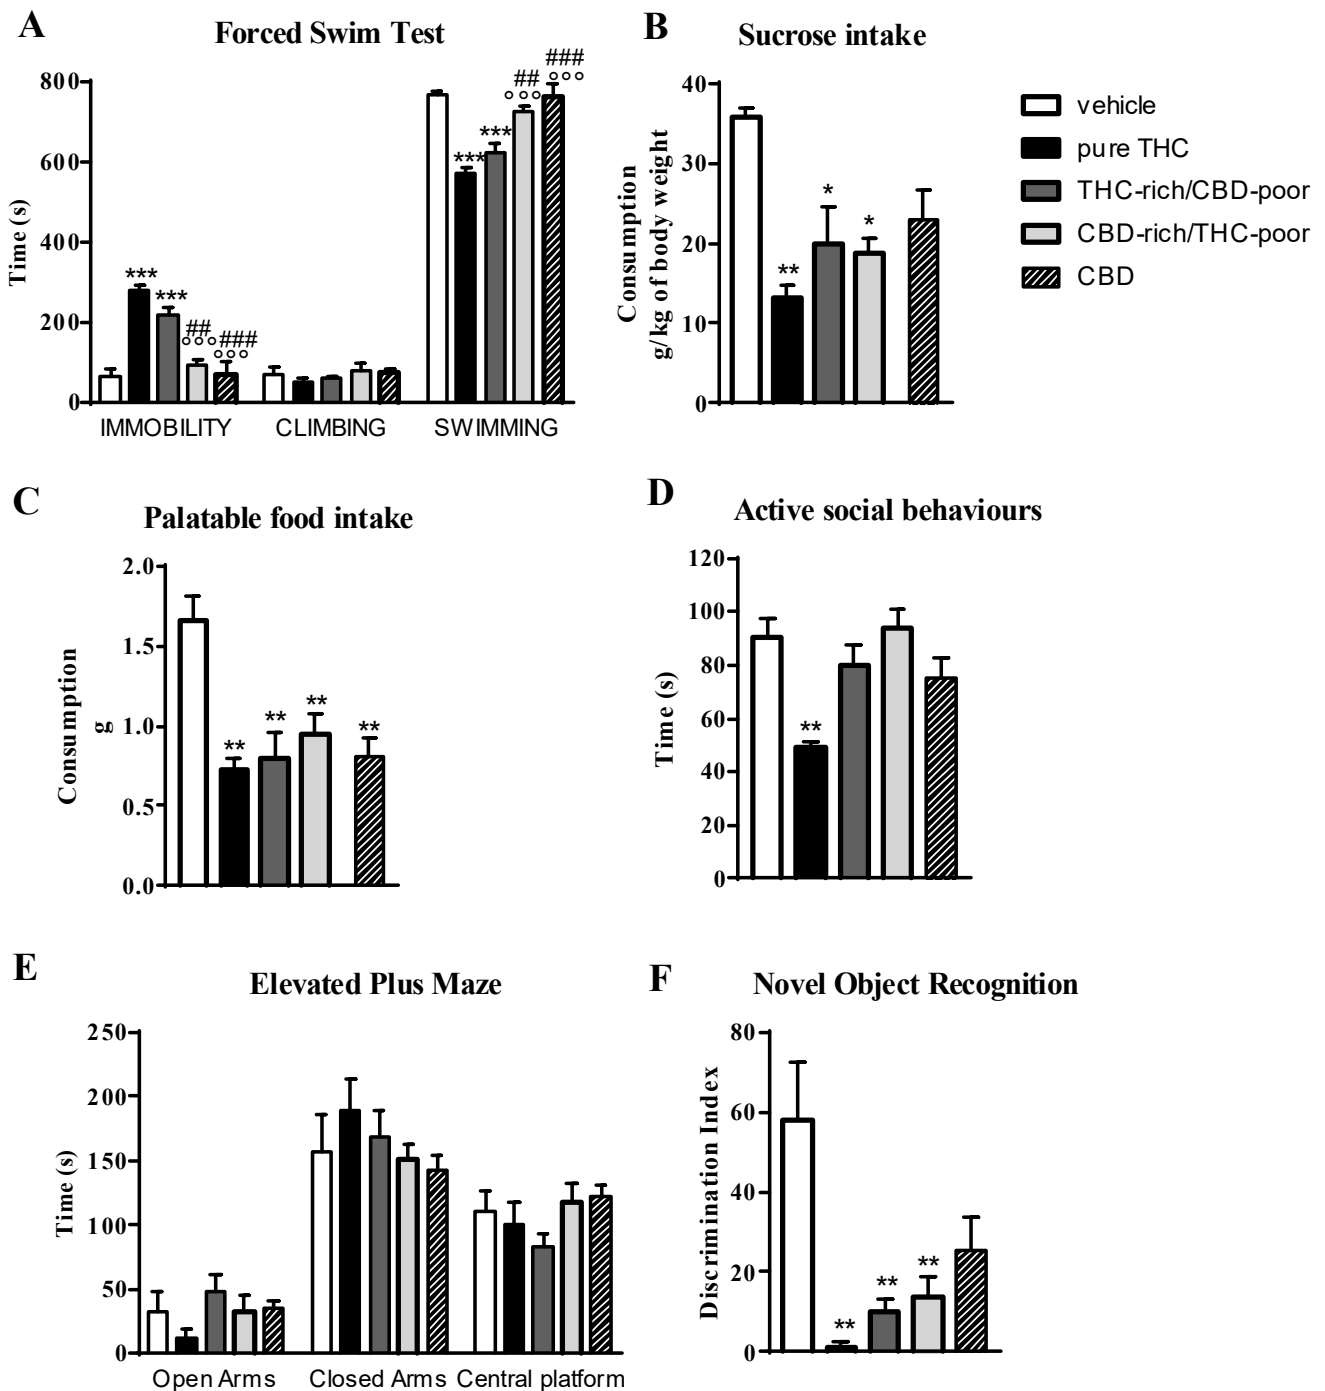 A
Forced Swim Test
Time (s)
800
600
400
200
0
***
***
##
°°°
###
°°°
***
***
##
°°°
###
°°°
IMMOBILITY
CLIMBING
SWIMMING
B
Sucrose intake
Consumption
g/kg of body weight
40
30
20
10
0
**
*
*
vehicle
pure THC
THC-rich/CBD-poor
CBD-rich/THC-poor
CBD
C
Palatable food intake
Consumption
g
2.0
1.5
1.0
0.5
0.0
**
**
**
**
D
Active social behaviours
Time (s)
120
100
80
60
40
20
0
**
E
Elevated Plus Maze
Time (s)
250
200
150
100
50
0
Open Arms
Closed Arms
Central platform
F
Novel Object Recognition
Discrimination Index
80
60
40
20
0
**
**
**